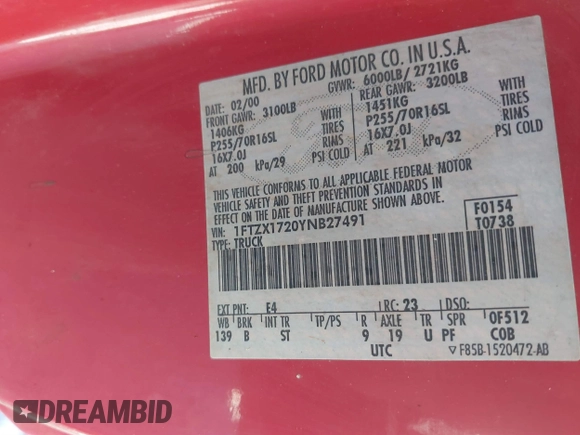 MFD. BY FORD MOTOR CO. IN U.S.A.
DATE: 02/00 GVWR: 6000LB/ 2721KG
FRONT GAWR: 3100LB REAR GAWR: 3200LB
1406KG WITH 1451KG WITH
P255/70R16SL TIRES P255/70R16SL TIRES
16X7.0J RIMS 16X7.0J RIMS
AT 200 kPa/29 PSI COLD AT 221 kPa/32 PSI COLD
THIS VEHICLE CONFORMS TO ALL APPLICABLE FEDERAL MOTOR
VEHICLE SAFETY AND THEFT PREVENTION STANDARDS IN
EFFECT ON THE DATE OF MANUFACTURE SHOWN ABOVE.
VIN: 1FTZX1720YNB27491 F0154
TYPE: TRUCK T0738
EXT PNT: E4 RC: 23 DSO:
WB BRK INT TR TP/PS R AXLE TR SPR 0F512
139 B ST 9 19 U PF COB
UTC ▽ F85B-1520472-AB
DREAMBID